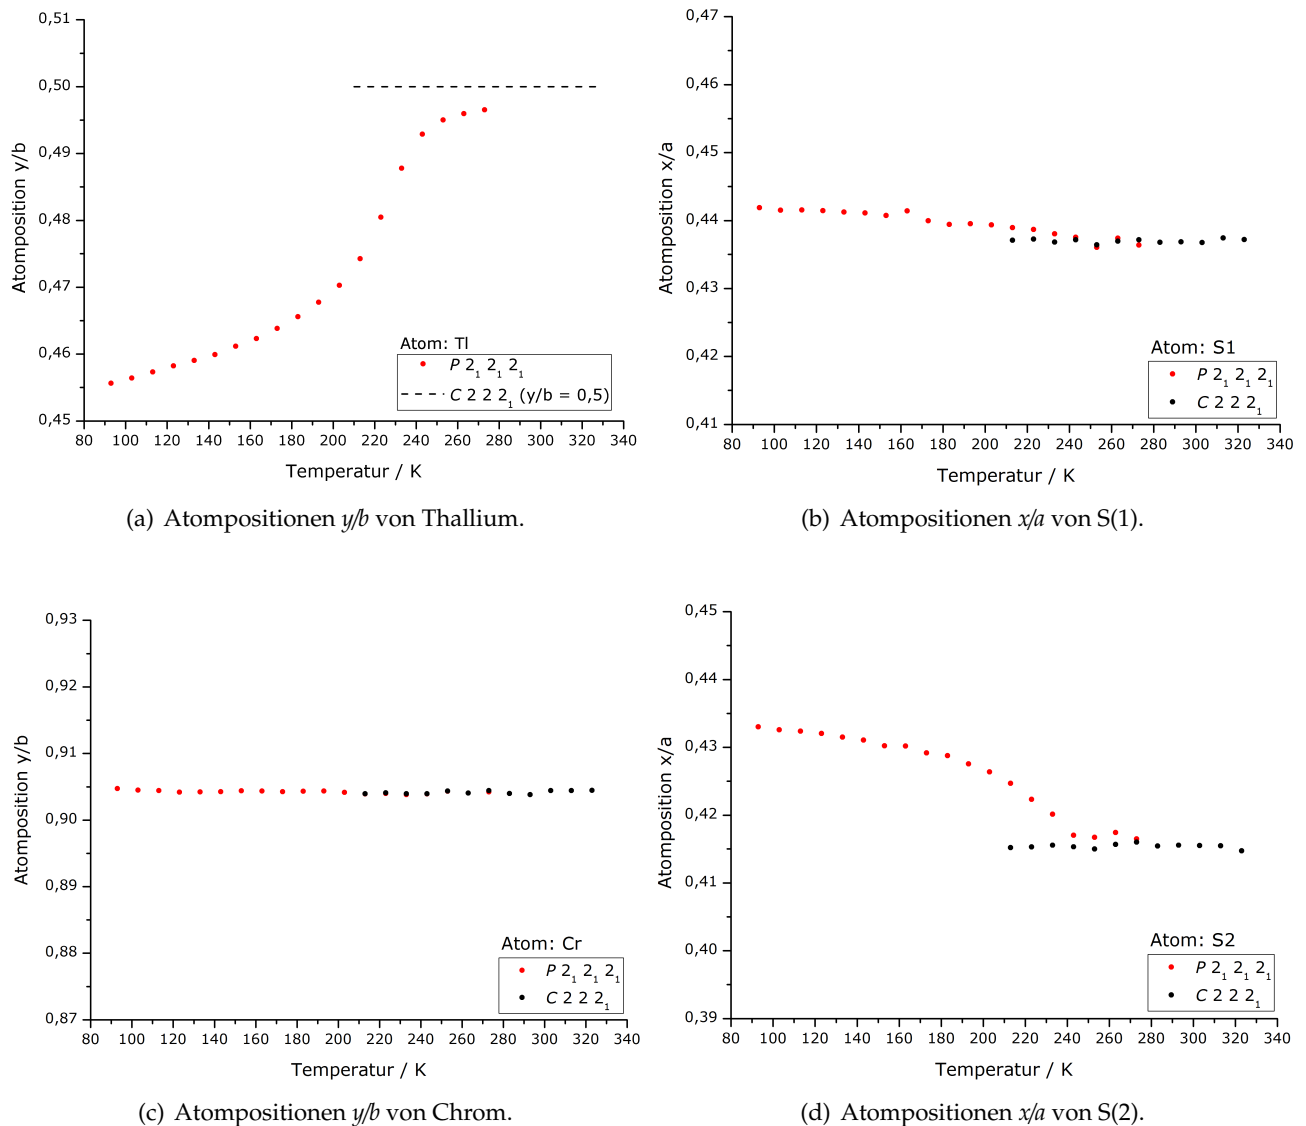 0,51
0,50
0,49
0,48
0,47
0,46
0,45
Atomposition y/b
80 100 120 140 160 180 200 220 240 260 280 300 320 340
Temperatur / K
Atom: Tl
P 2₁ 2₁ 2₁
C 2 2 2₁ (y/b = 0,5)
(a) Atompositionen y/b von Thallium.
0,47
0,46
0,45
0,44
0,43
0,42
0,41
Atomposition x/a
80 100 120 140 160 180 200 220 240 260 280 300 320 340
Temperatur / K
Atom: S1
P 2₁ 2₁ 2₁
C 2 2 2₁
(b) Atompositionen x/a von S(1).
0,93
0,92
0,91
0,90
0,89
0,88
0,87
Atomposition y/b
80 100 120 140 160 180 200 220 240 260 280 300 320 340
Temperatur / K
Atom: Cr
P 2₁ 2₁ 2₁
C 2 2 2₁
(c) Atompositionen y/b von Chrom.
0,45
0,44
0,43
0,42
0,41
0,40
0,39
Atomposition x/a
80 100 120 140 160 180 200 220 240 260 280 300 320 340
Temperatur / K
Atom: S2
P 2₁ 2₁ 2₁
C 2 2 2₁
(d) Atompositionen x/a von S(2).